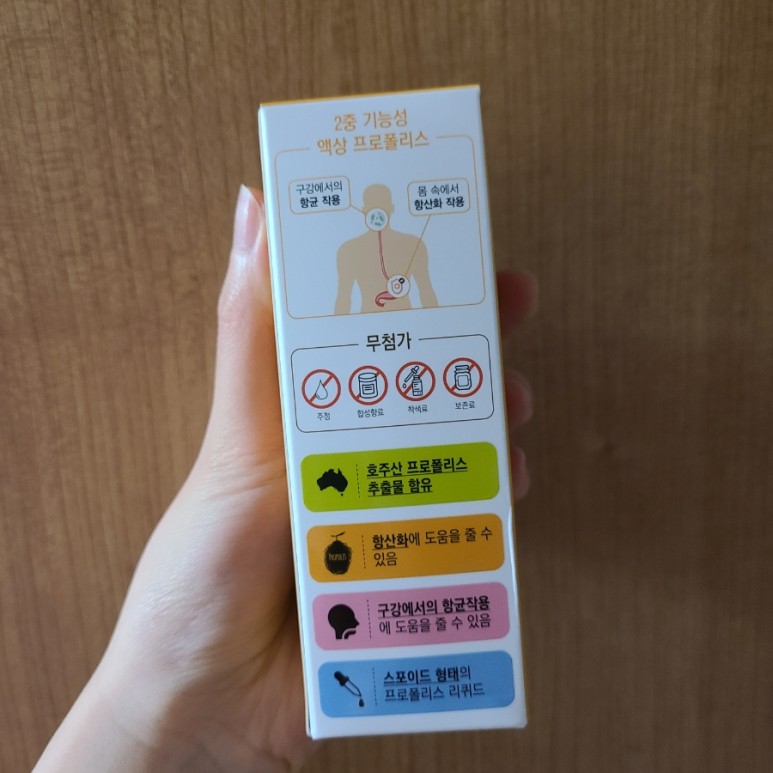 2중 기능성
액상 프로폴리스
구강에서의
항균 작용
몸 속에서
항산화 작용
무첨가
주정
합성향료
착색료
보존료
호주산 프로폴리스
추출물 함유
항산화에 도움을 줄 수
있음
구강에서의 항균작용
에 도움을 줄 수 있음
스포이드 형태의
프로폴리스 리퀴드